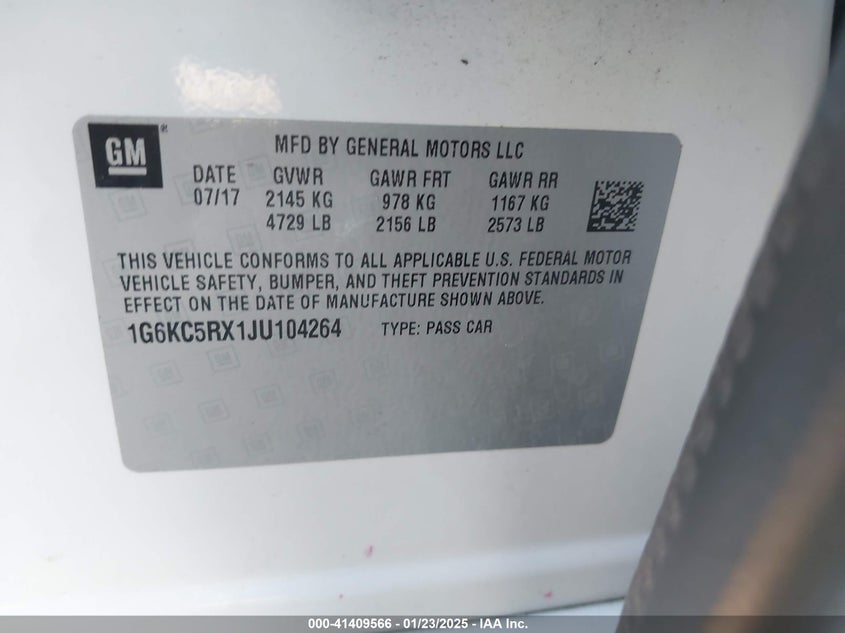 GM ®
MFD BY GENERAL MOTORS LLC
DATE GVWR GAWR FRT GAWR RR
07/17 2145 KG 978 KG 1167 KG
4729 LB 2156 LB 2573 LB
THIS VEHICLE CONFORMS TO ALL APPLICABLE U.S. FEDERAL MOTOR
VEHICLE SAFETY, BUMPER, AND THEFT PREVENTION STANDARDS IN
EFFECT ON THE DATE OF MANUFACTURE SHOWN ABOVE.
1G6KC5RX1JU104264 TYPE: PASS CAR
000-41409566 - 01/23/2025 - IAA Inc.